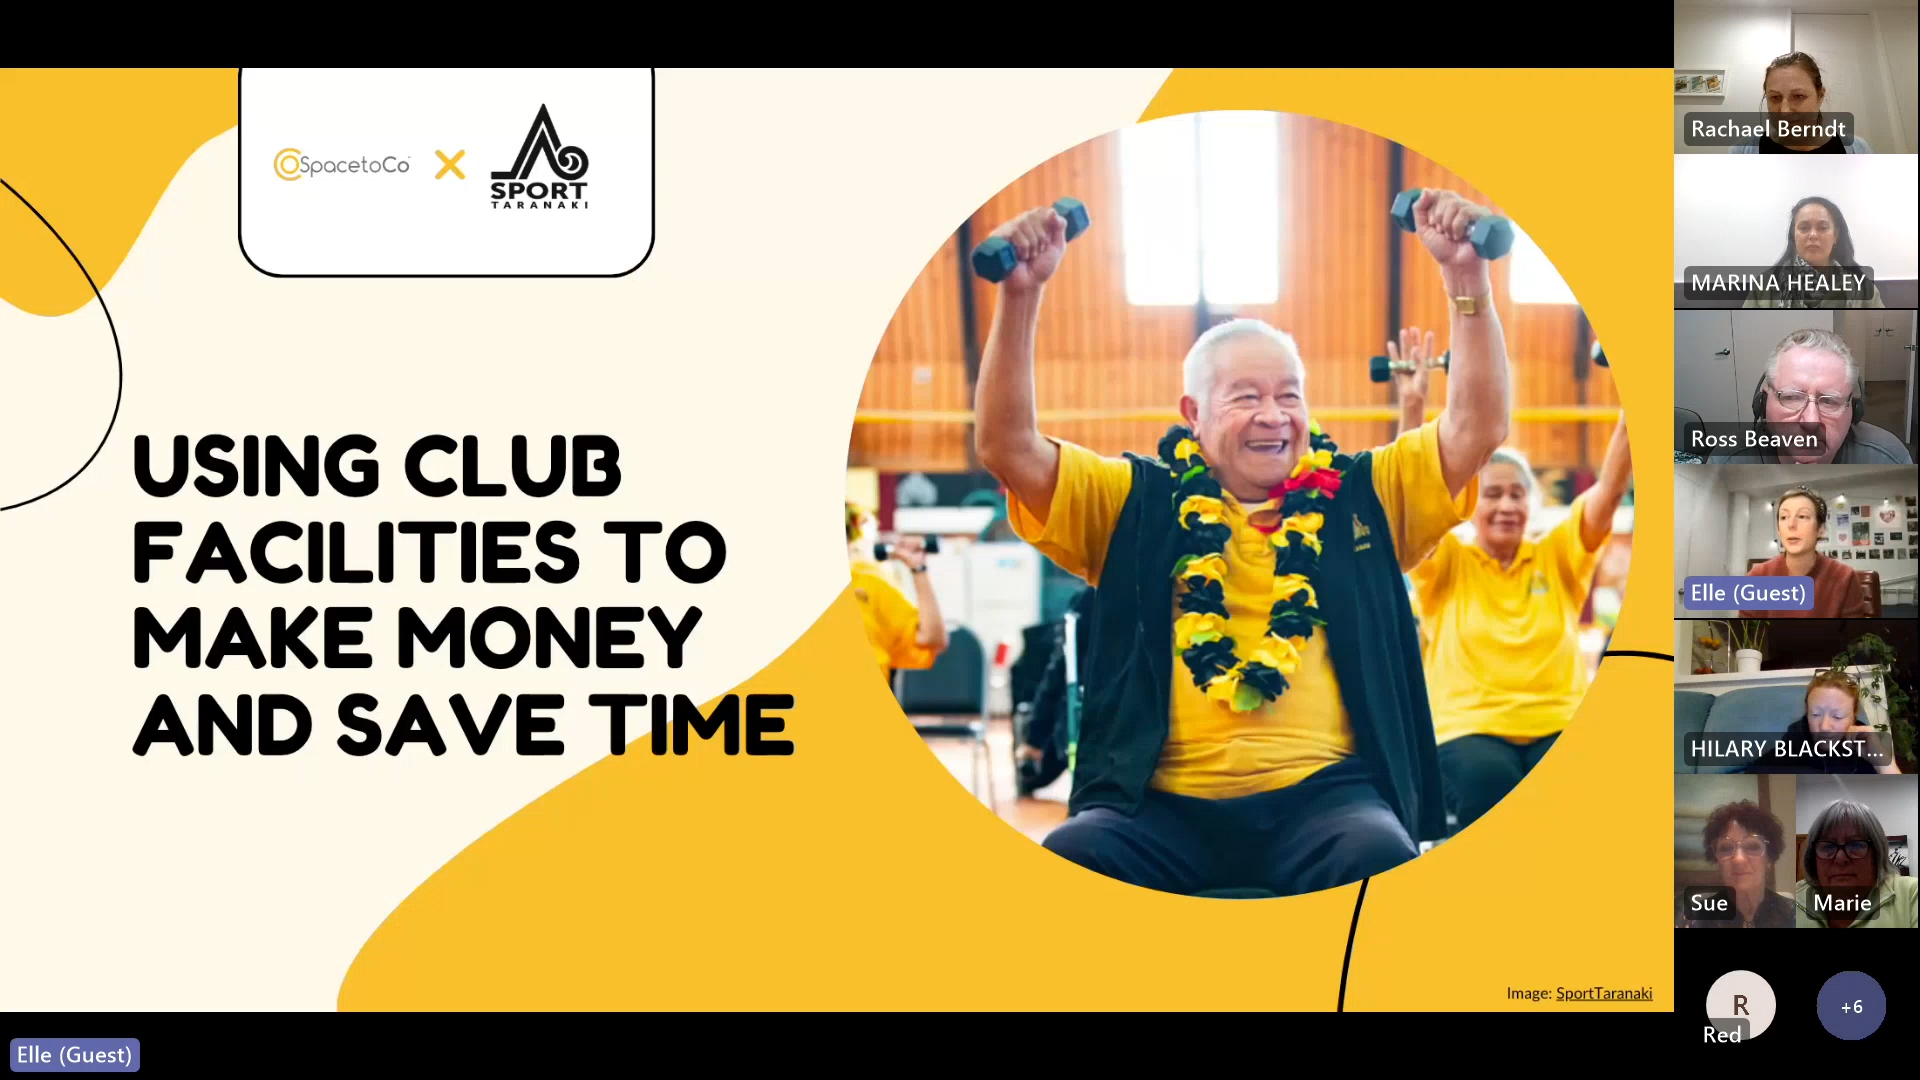 SpacetoCo
SPORT
TARANAKI
USING CLUB
FACILITIES TO
MAKE MONEY
AND SAVE TIME
Image: SportTaranaki
Elle (Guest)
Rachael Berndt
MARINA HEALEY
Ross Beaven
Elle (Guest)
HILARY BLACKST...
Sue
Marie
R
Red
+6